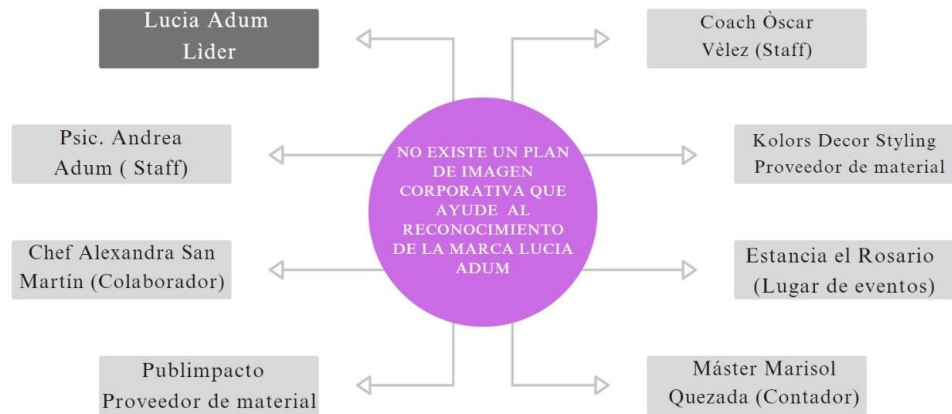 Lucia Adum
Lìder
Coach Òscar
Vèlez (Staff)
Psic. Andrea
Adum ( Staff)
NO EXISTE UN PLAN
DE IMAGEN
CORPORATIVA QUE
AYUDE AL
RECONOCIMIENTO
DE LA MARCA LUCIA
ADUM
Kolors Decor Styling
Proveedor de material
Chef Alexandra San
Martín (Colaborador)
Estancia el Rosario
(Lugar de eventos)
Publimpacto
Proveedor de material
Máster Marisol
Quezada (Contador)